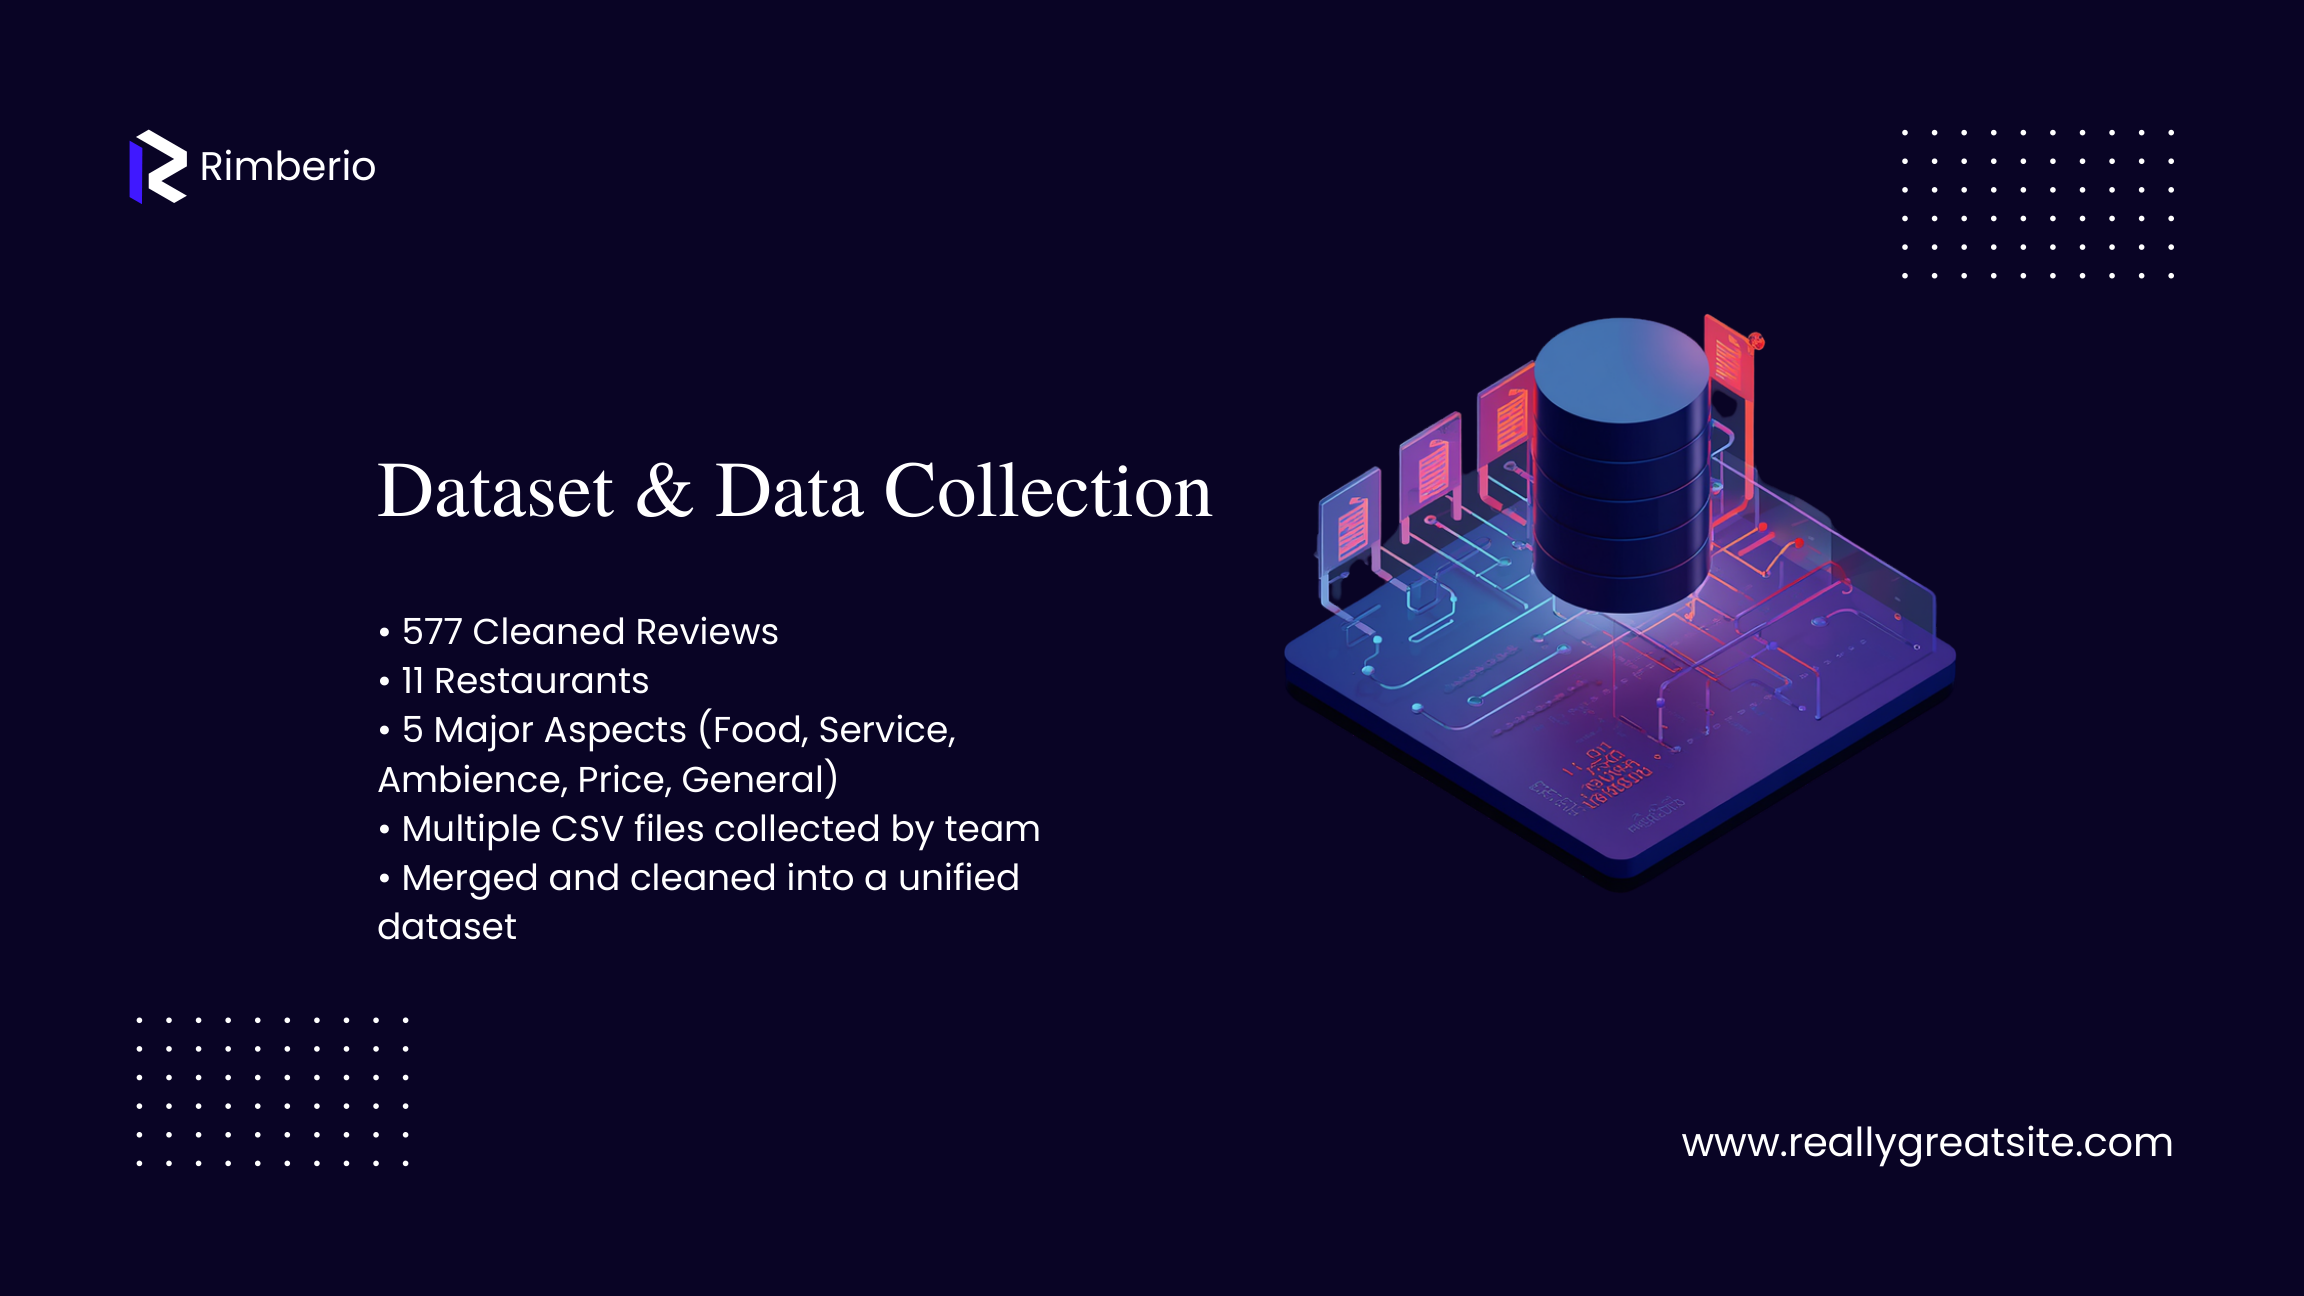 Rimberio
Dataset & Data Collection
• 577 Cleaned Reviews
• 11 Restaurants
• 5 Major Aspects (Food, Service,
Ambience, Price, General)
• Multiple CSV files collected by team
• Merged and cleaned into a unified
dataset
www.reallygreatsite.com